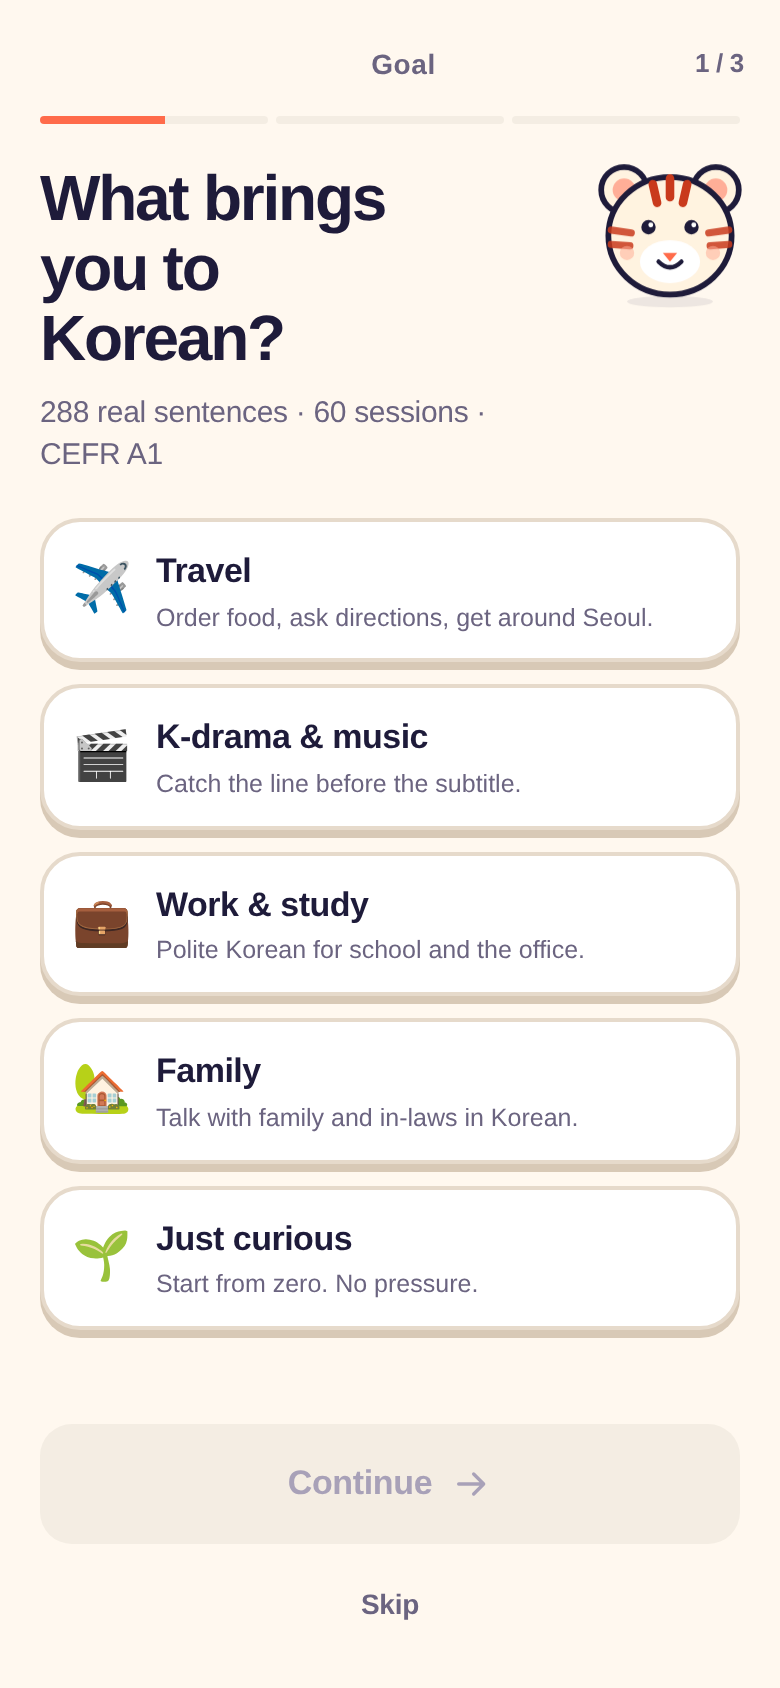 Goal
1 / 3
What brings
you to
Korean?
288 real sentences · 60 sessions ·
CEFR A1
Travel
Order food, ask directions, get around Seoul.
K-drama & music
Catch the line before the subtitle.
Work & study
Polite Korean for school and the office.
Family
Talk with family and in-laws in Korean.
Just curious
Start from zero. No pressure.
Continue →
Skip